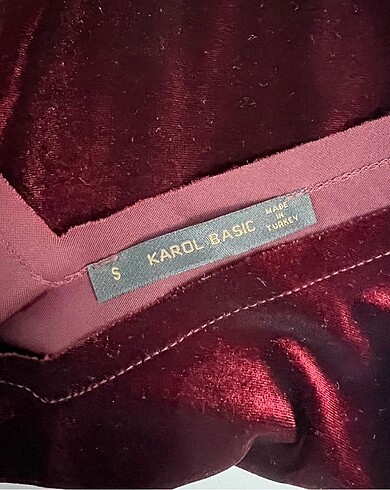 S KAROL BASIC
MADE
IN
TURKEY